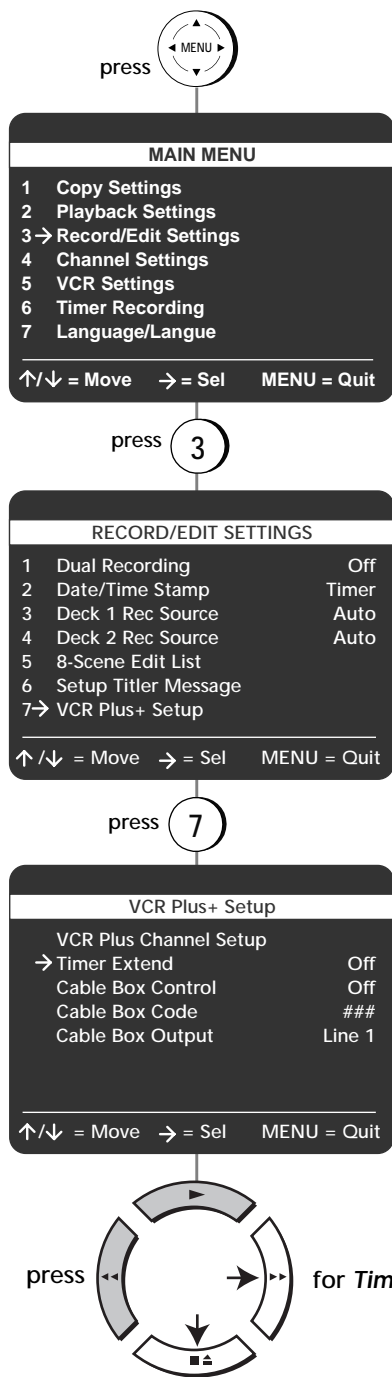 MENU
press
MAIN MENU
1 Copy Settings
2 Playback Settings
3 → Record/Edit Settings
4 Channel Settings
5 VCR Settings
6 Timer Recording
7 Language/Langue
↑/↓ = Move → = Sel MENU = Quit
press 3
RECORD/EDIT SETTINGS
1 Dual Recording Off
2 Date/Time Stamp Timer
3 Deck 1 Rec Source Auto
4 Deck 2 Rec Source Auto
5 8-Scene Edit List
6 Setup Titler Message
7→ VCR Plus+ Setup
↑/↓ = Move → = Sel MENU = Quit
press 7
VCR Plus+ Setup
VCR Plus Channel Setup
→ Timer Extend Off
Cable Box Control Off
Cable Box Code ###
Cable Box Output Line 1
↑/↓ = Move → = Sel MENU = Quit
press for Tim